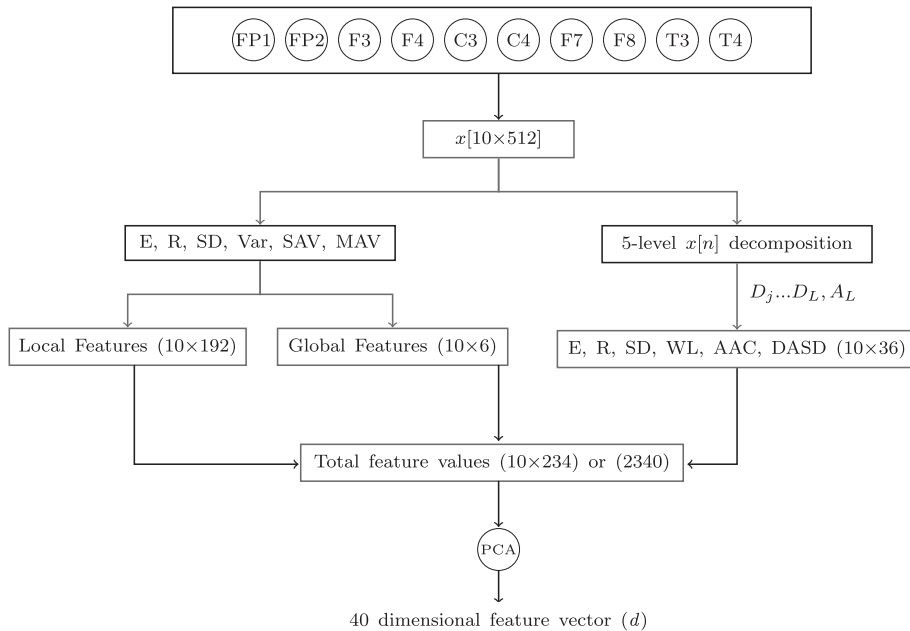 FP1 FP2 F3 F4 C3 C4 F7 F8 T3 T4
x[10×512]
E, R, SD, Var, SAV, MAV
5-level x[n] decomposition
D_j...D_L, A_L
Local Features (10×192)
Global Features (10×6)
E, R, SD, WL, AAC, DASD (10×36)
Total feature values (10×234) or (2340)
PCA
40 dimensional feature vector (d)